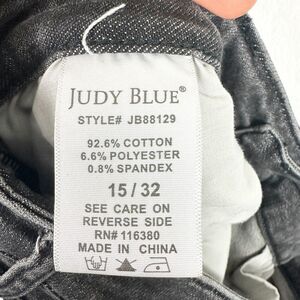 JUDY BLUE®
STYLE# JB88129
92.6% COTTON
6.6% POLYESTER
0.8% SPANDEX
15/32
SEE CARE ON
REVERSE SIDE
RN# 116380
MADE IN CHINA